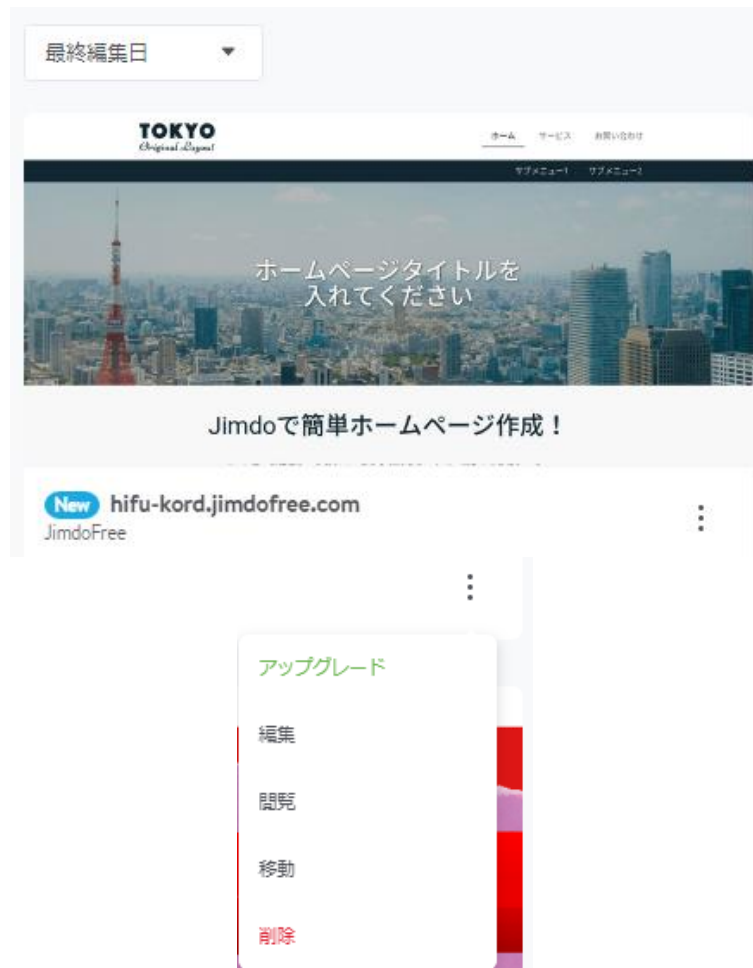 最終編集日
TOKYO
Original Layout
ホーム サービス お問い合わせ
サブメニュー1 サブメニュー2
ホームページタイトルを
入れてください
Jimdoで簡単ホームページ作成！
New hifu-kord.jimdofree.com
JimdoFree
アップグレード
編集
閲覧
移動
削除